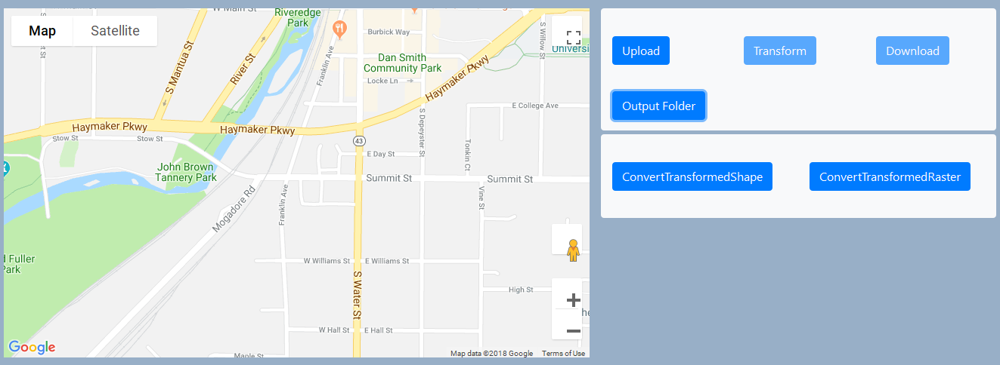 Map
Satellite
W Main St
Riveredge
Park
Burbick Way
S Willow St
Dan Smith
Community Park
Universi
S Mantua St
River St
Franklin Ave
Locke Ln
Haymaker Pkwy
E College Ave
Haymaker Pkwy
Haymaker Pkwy
Stow St
Stow St
43
S Depeyster St
Tonkin Ct
E Day St
John Brown
Tannery Park
Summit St
Summit St
Mogadore Rd
Franklin Ave
Vine St
l Fuller
Park
W Williams St
E Williams St
S Water St
High St
he
W Hall St
E Hall St
Maple St
Google
Map data ©2018 Google
Terms of Use
Upload
Transform
Download
Output Folder
ConvertTransformedShape
ConvertTransformedRaster